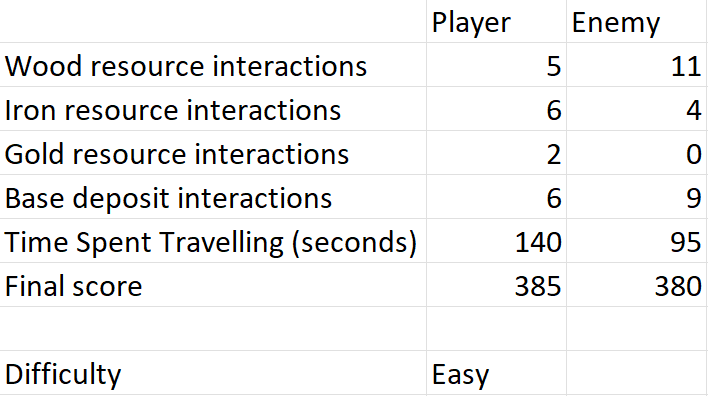 Player Enemy
Wood resource interactions 5 11
Iron resource interactions 6 4
Gold resource interactions 2 0
Base deposit interactions 6 9
Time Spent Travelling (seconds) 140 95
Final score 385 380
Difficulty Easy